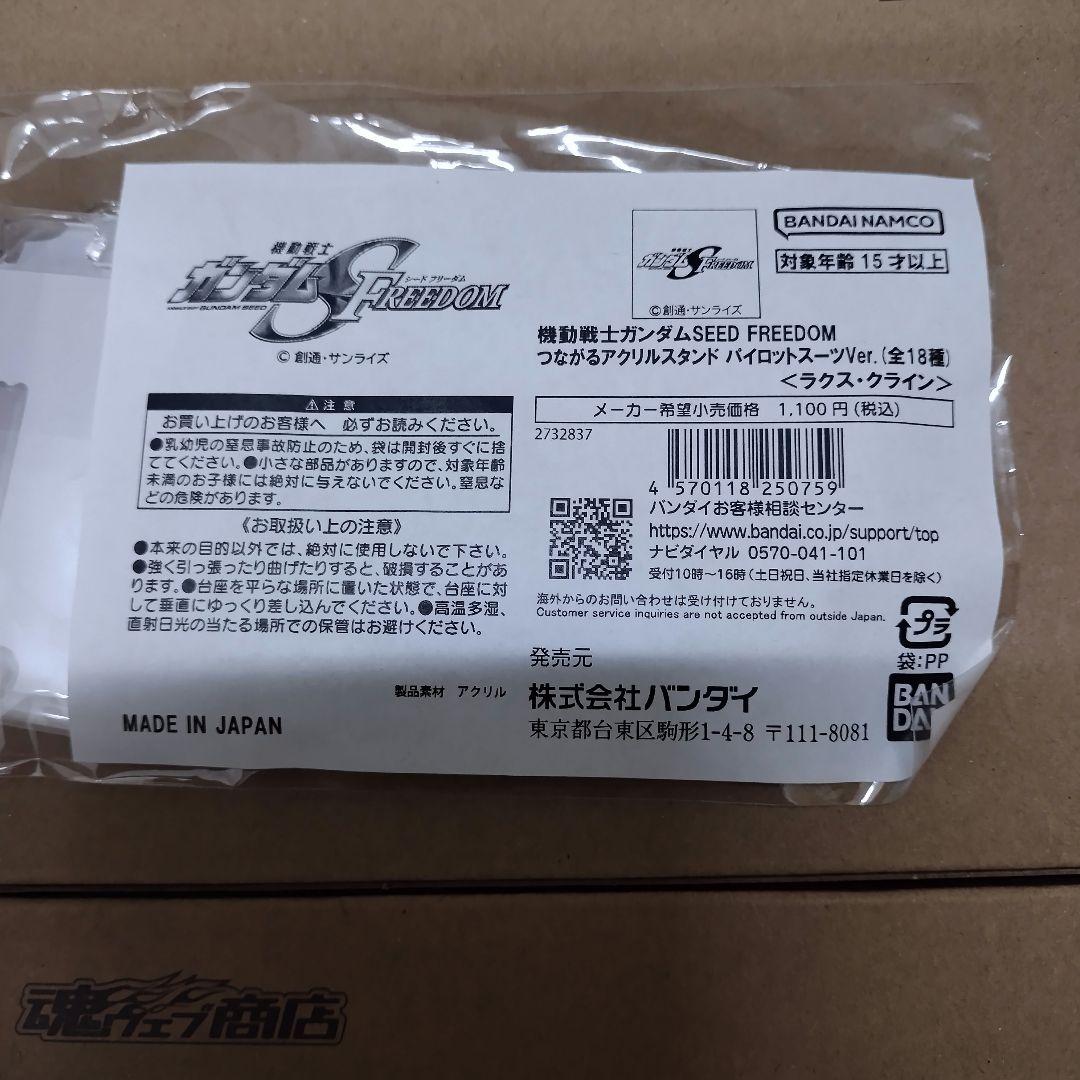 機動戦士
ガンダムSEED FREEDOM
シード フリーダム
© 創通・サンライズ
⚠注意
お買い上げのお客様へ 必ずお読みください。
●乳幼児の窒息事故防止のため、袋は開封後すぐに捨
ててください。●小さな部品がありますので、対象年齢
未満のお子様には絶対に与えないでください。窒息な
どの危険があります。
《お取扱い上の注意》
●本来の目的以外では、絶対に使用しないで下さい。
●強く引っ張ったり曲げたりすると、破損することがあ
ります。●台座を平らな場所に置いた状態で、台座に対
して垂直にゆっくり差し込んでください。●高温多湿、
直射日光の当たる場所での保管はお避けください。
製品素材 アクリル
MADE IN JAPAN
©創通・サンライズ
BANDAI NAMCO
対象年齢15才以上
機動戦士ガンダムSEED FREEDOM
つながるアクリルスタンド パイロットスーツVer.(全18種)
<ラクス・クライン>
メーカー希望小売価格 1,100円(税込)
2732837
4 570118 250759
バンダイお客様相談センター
https://www.bandai.co.jp/support/top
ナビダイヤル 0570-041-101
受付10時〜16時(土日祝日、当社指定休業日を除く)
海外からのお問い合わせは受け付けておりません。
Customer service inquiries are not accepted from outside Japan.
プラ
袋:PP
発売元
株式会社バンダイ
東京都台東区駒形1-4-8 〒111-8081
BAN
DA
魂ウェブ商店